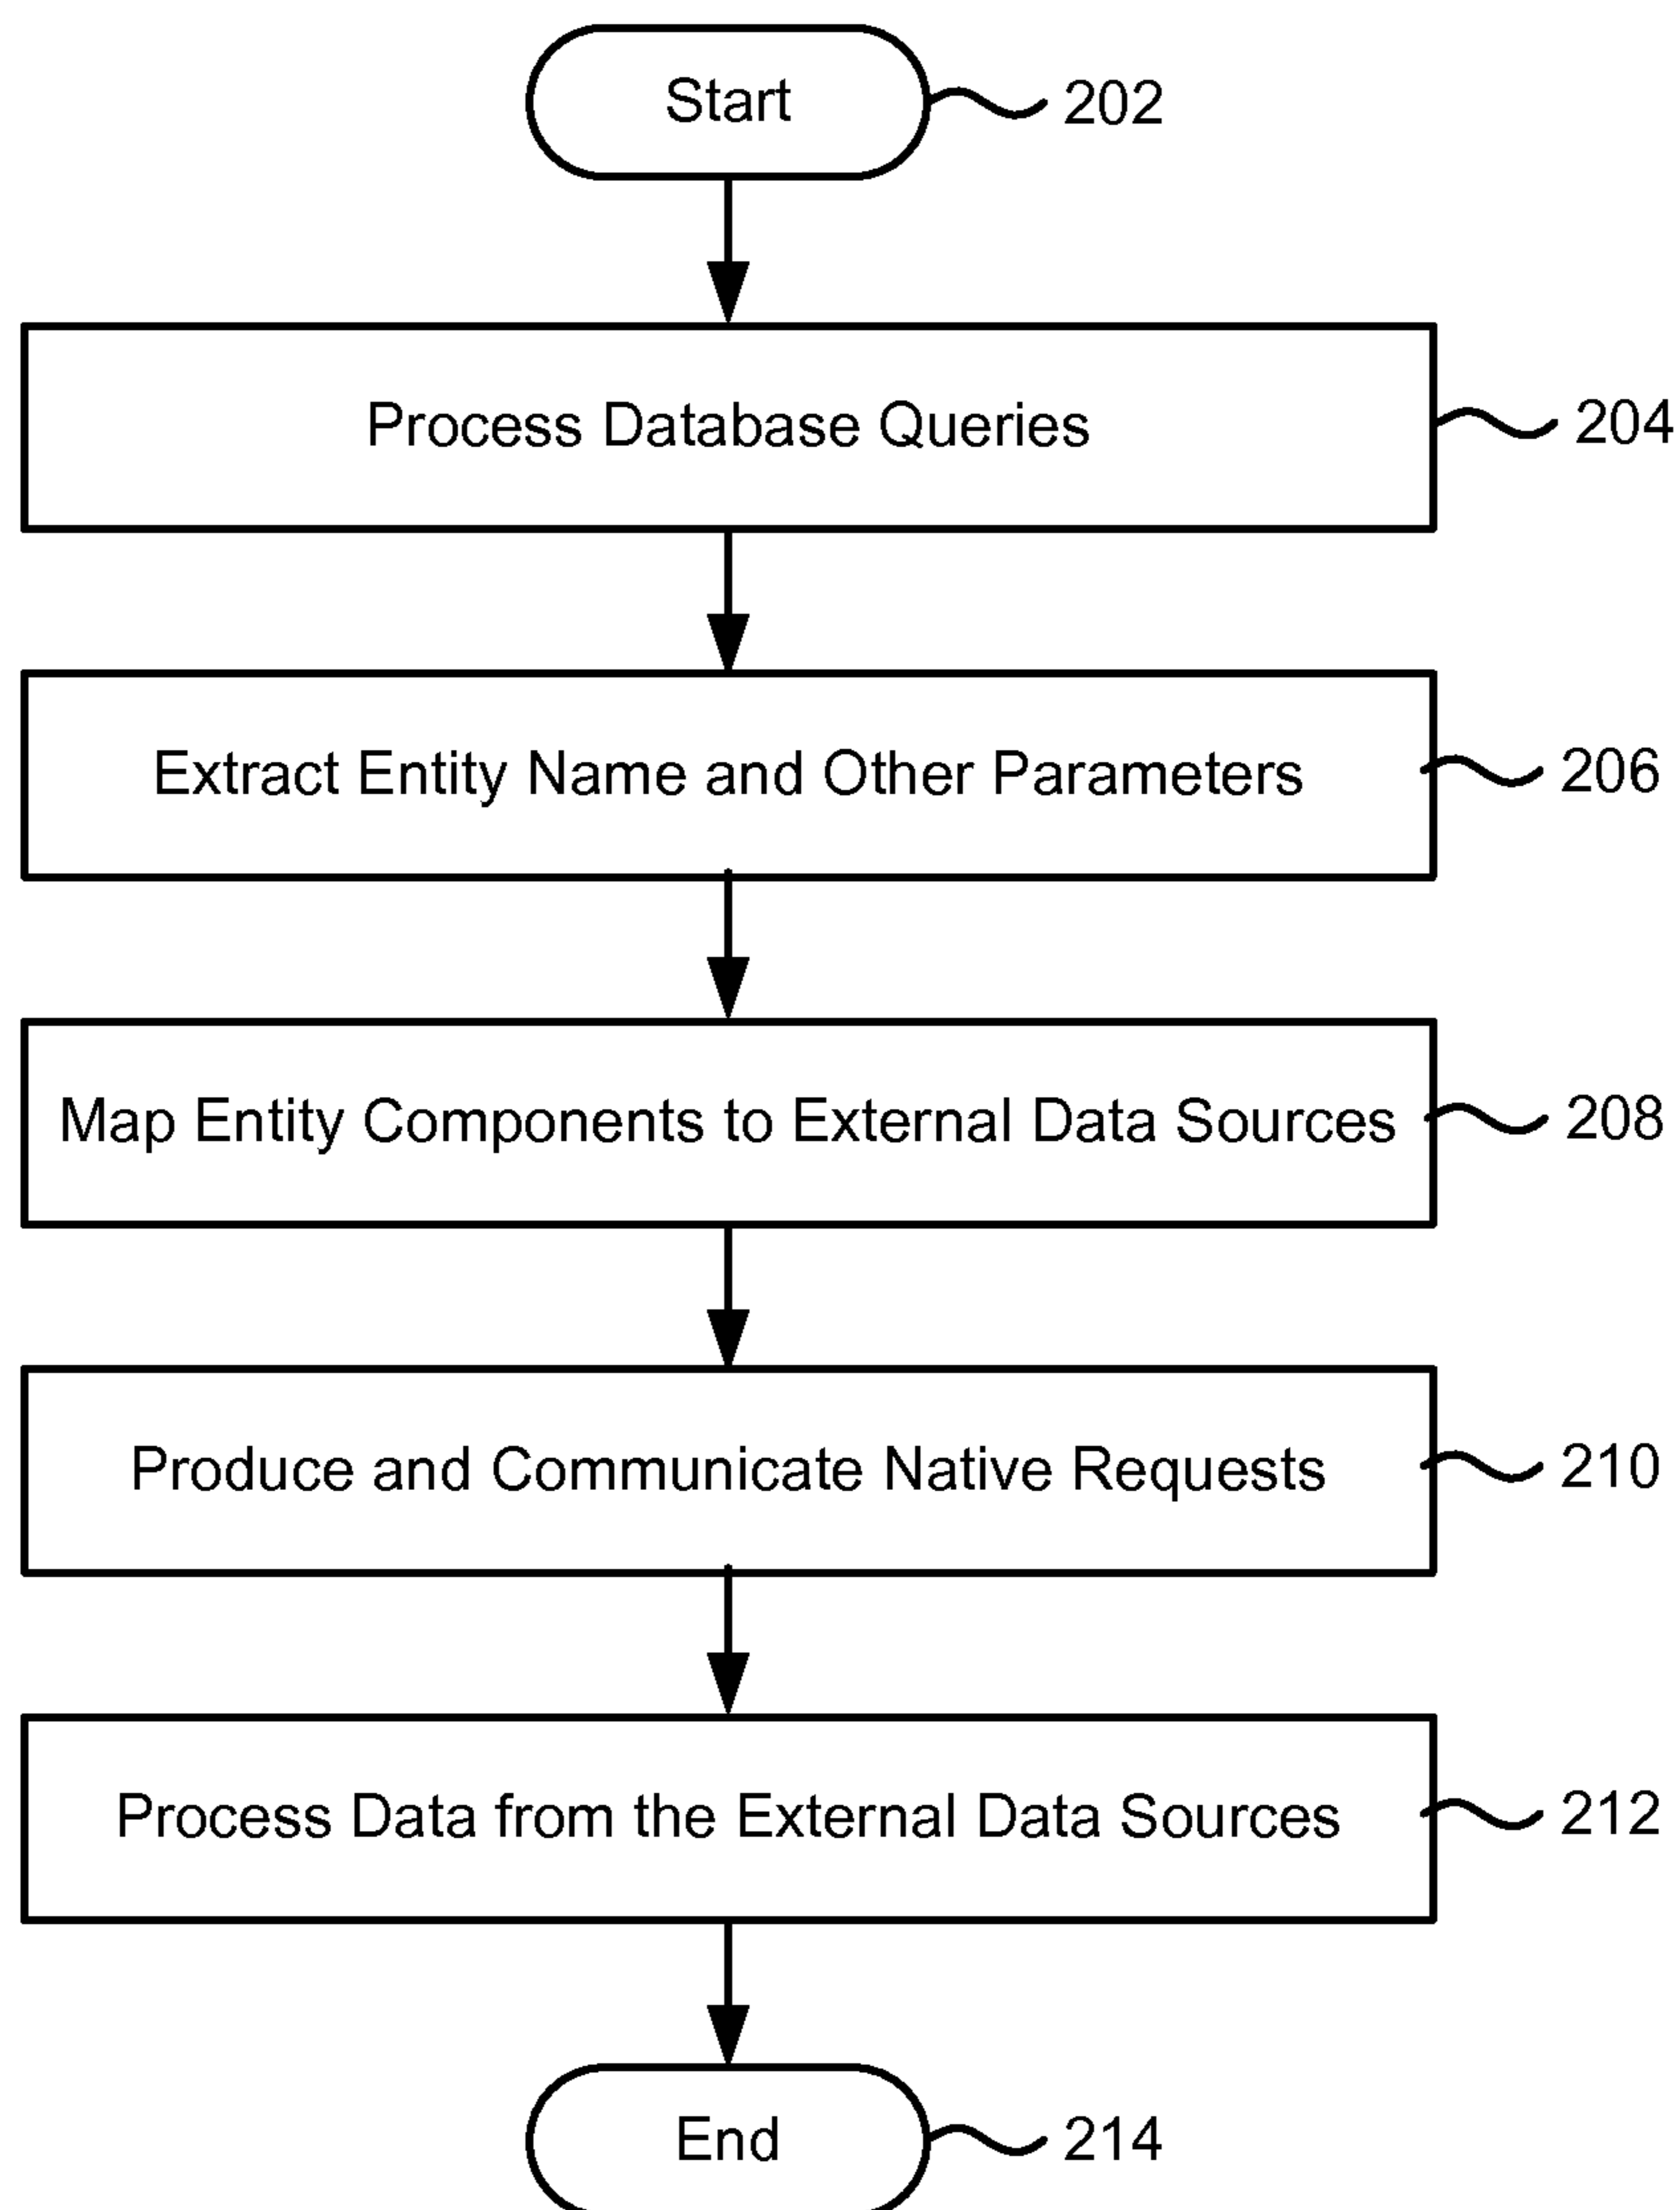 Start
202
Process Database Queries
204
Extract Entity Name and Other Parameters
206
Map Entity Components to External Data Sources
208
Produce and Communicate Native Requests
210
Process Data from the External Data Sources
212
End
214